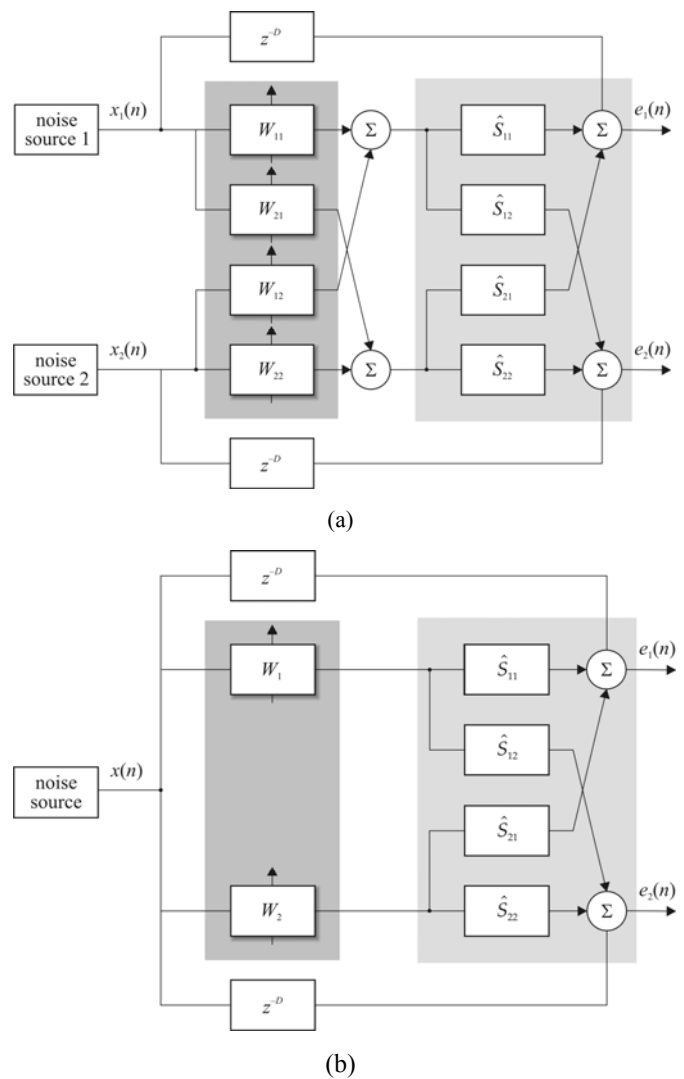 z⁻ᴰ
noise
source 1
x₁(n)
W₁₁
Σ
Ŝ₁₁
Σ
e₁(n)
W₂₁
Ŝ₁₂
W₁₂
Ŝ₂₁
noise
source 2
x₂(n)
W₂₂
Σ
Ŝ₂₂
Σ
e₂(n)
z⁻ᴰ
(a)
z⁻ᴰ
W₁
Ŝ₁₁
Σ
e₁(n)
Ŝ₁₂
noise
source
x(n)
Ŝ₂₁
W₂
Ŝ₂₂
Σ
e₂(n)
z⁻ᴰ
(b)